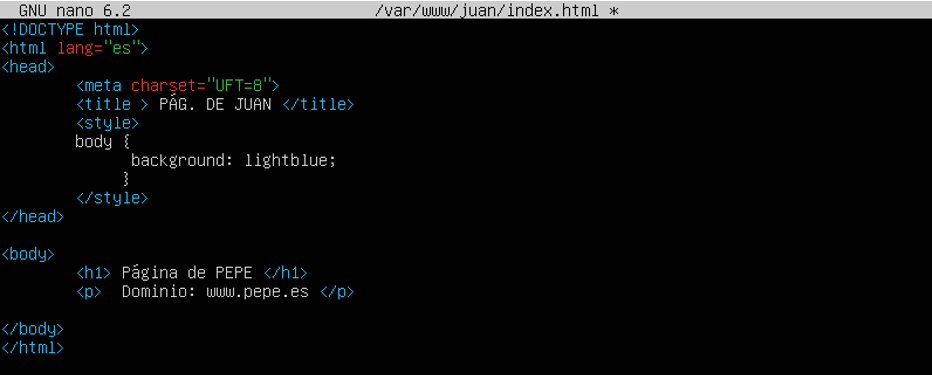 GNU nano 6.2 /var/www/juan/index.html *
<!DOCTYPE html>
<html lang="es">
<head>
<meta charset="UFT=8">
<title > PÁG. DE JUAN </title>
<style>
body {
background: lightblue;
}
</style>
</head>
<body>
<h1> Página de PEPE </h1>
<p> Dominio: www.pepe.es </p>
</body>
</html>